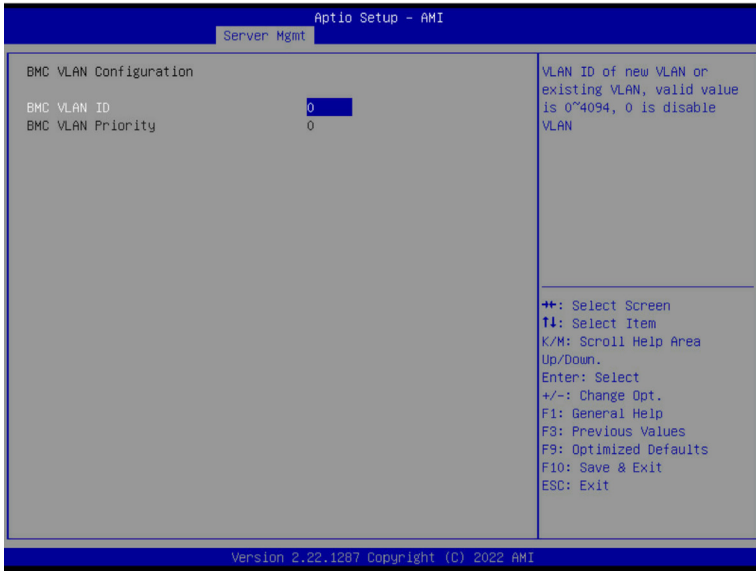 Aptio Setup - AMI
Server Mgmt
BMC VLAN Configuration
BMC VLAN ID 0
BMC VLAN Priority 0
VLAN ID of new VLAN or
existing VLAN, valid value
is 0~4094, 0 is disable
VLAN
→←: Select Screen
↑↓: Select Item
K/M: Scroll Help Area
Up/Down.
Enter: Select
+/-: Change Opt.
F1: General Help
F3: Previous Values
F9: Optimized Defaults
F10: Save & Exit
ESC: Exit
Version 2.22.1287 Copyright (C) 2022 AMI